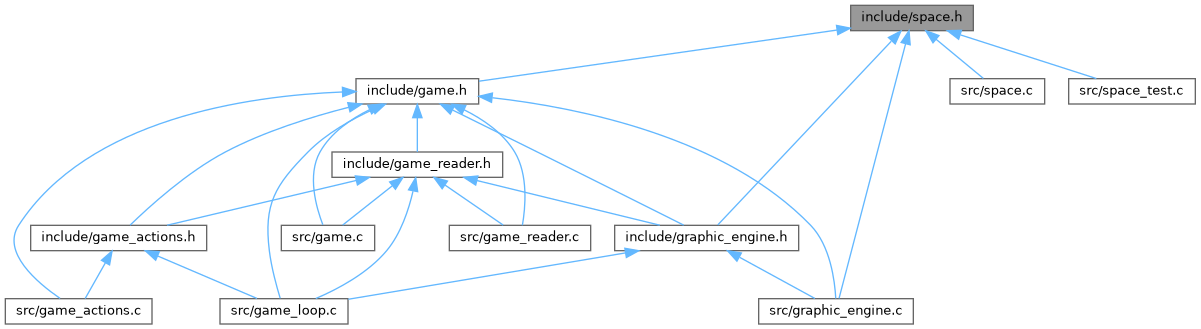 include/space.h
include/game.h
src/space.c
src/space_test.c
include/game_reader.h
include/game_actions.h
src/game.c
src/game_reader.c
include/graphic_engine.h
src/game_actions.c
src/game_loop.c
src/graphic_engine.c